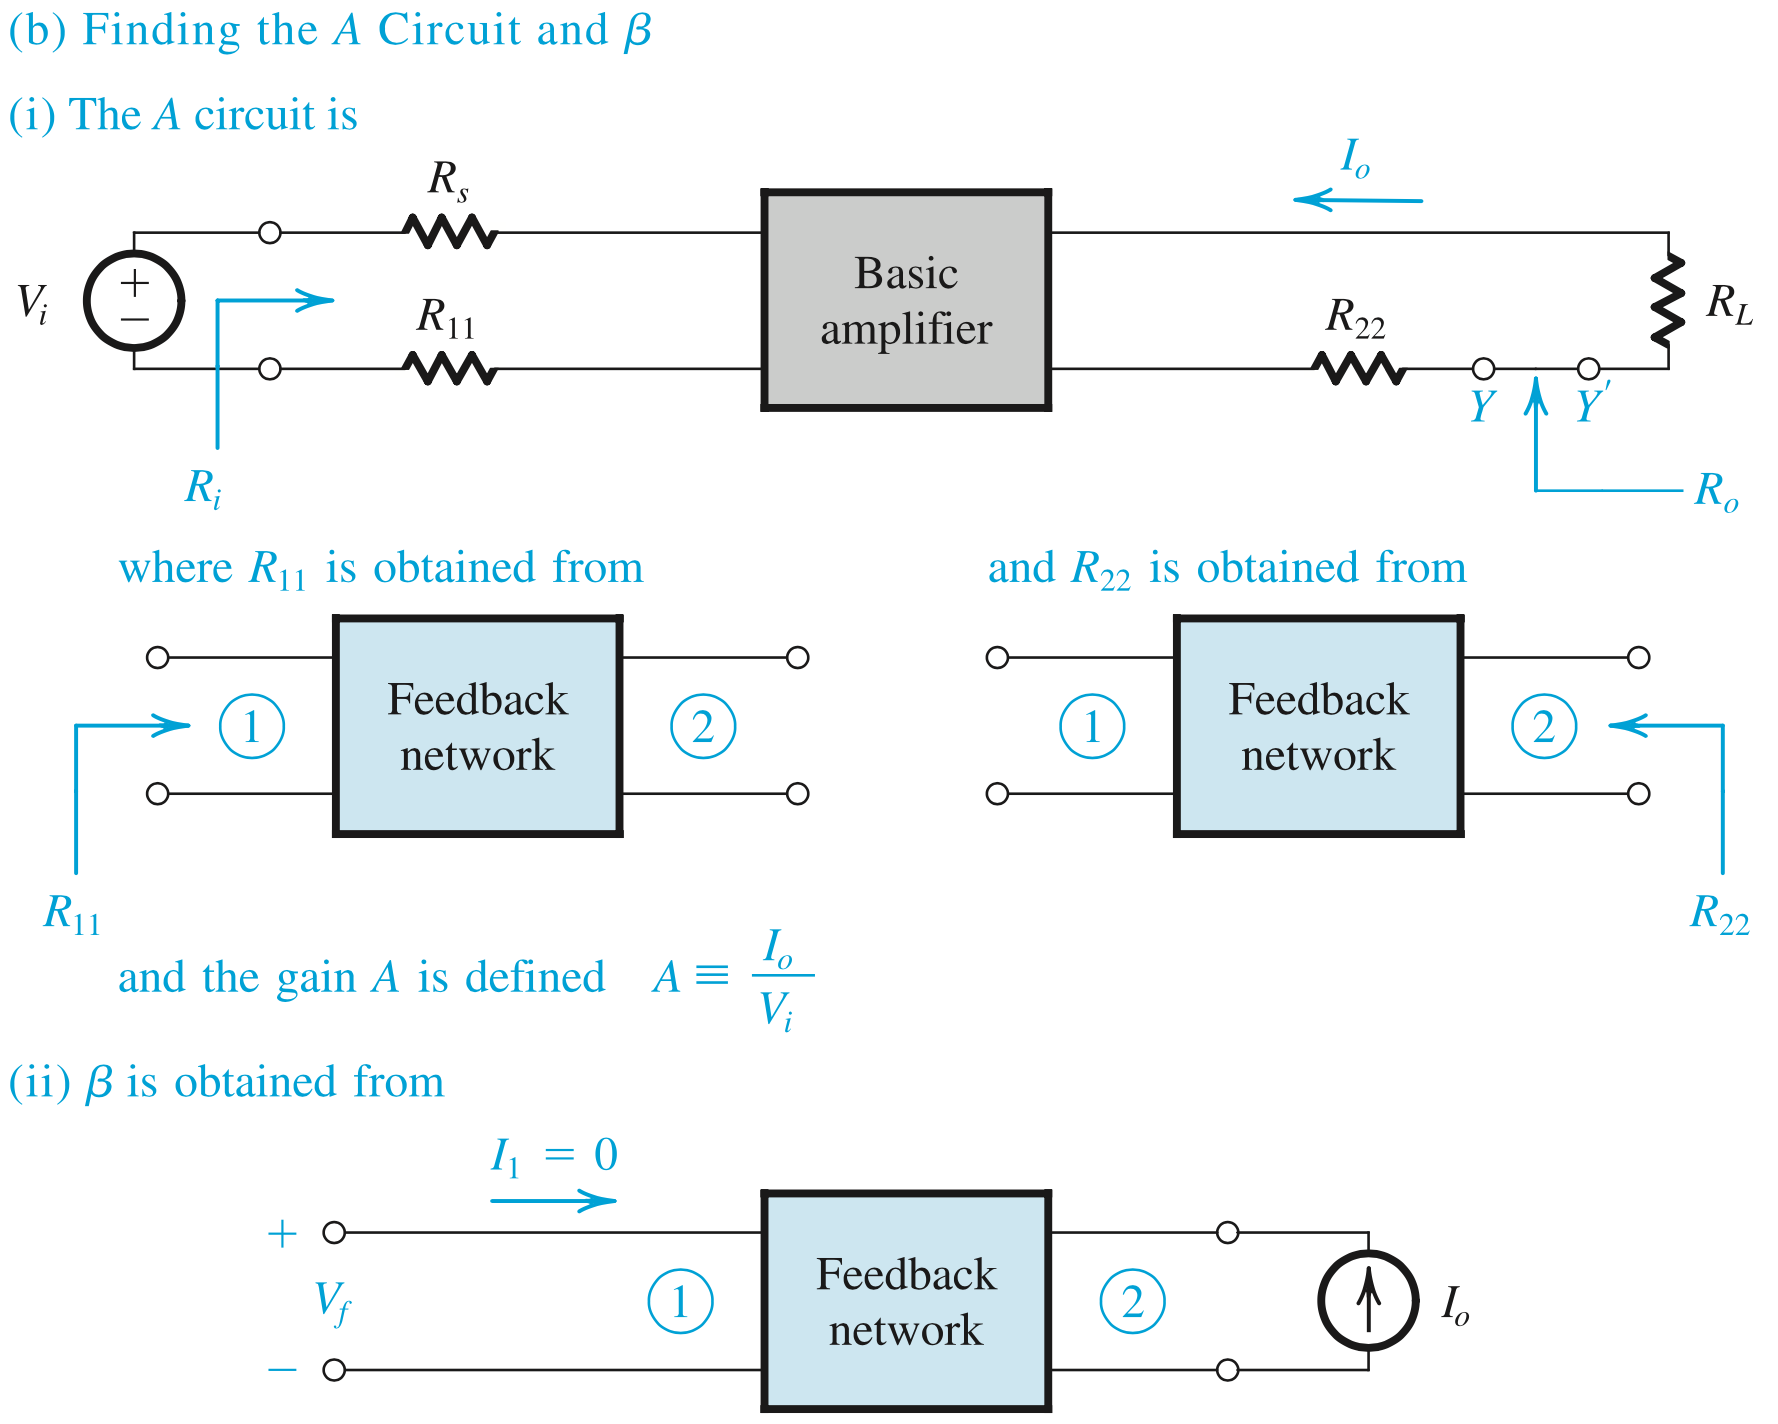 (b) Finding the A Circuit and β
(i) The A circuit is
I_o
R_s
Basic amplifier
V_i
+
−
R_11
R_22
R_L
Y
Y′
R_i
R_o
where R_11 is obtained from
and R_22 is obtained from
Feedback network
1
2
Feedback network
1
2
R_11
R_22
and the gain A is defined A ≡ I_o / V_i
(ii) β is obtained from
I_1 = 0
+
V_f
−
1
Feedback network
2
I_o